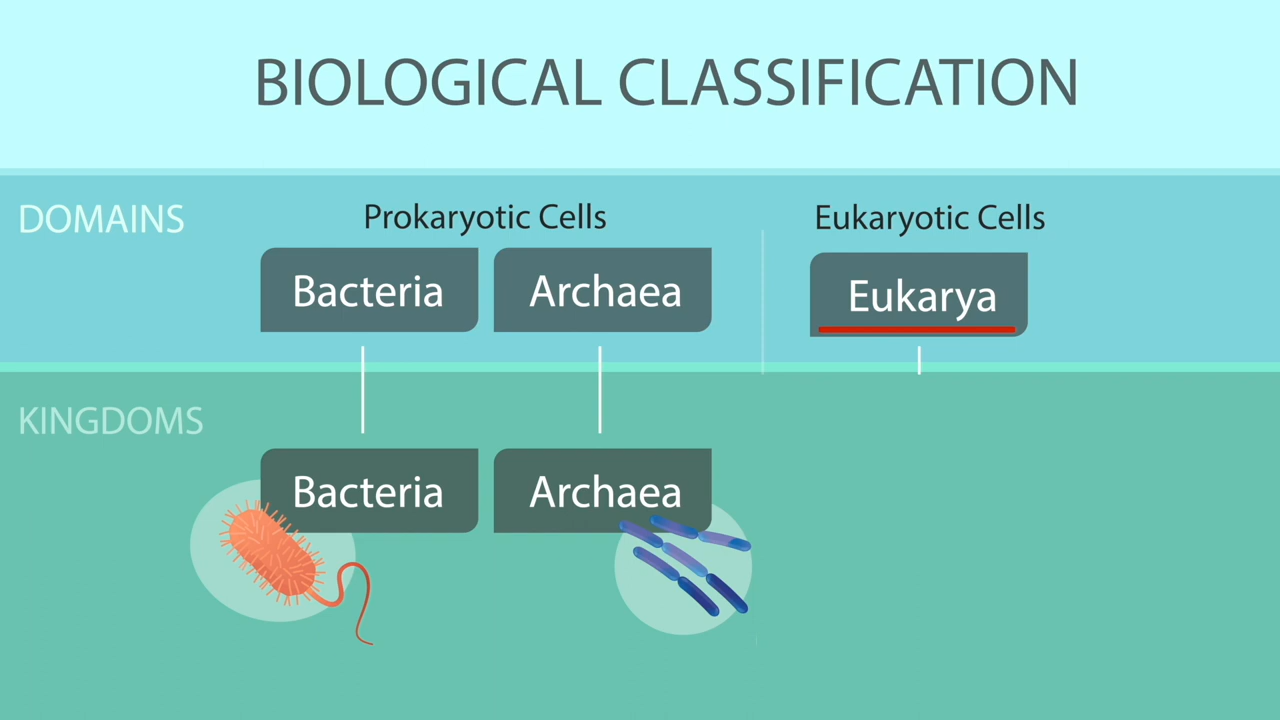 BIOLOGICAL CLASSIFICATION
DOMAINS
Prokaryotic Cells
Eukaryotic Cells
Bacteria
Archaea
Eukarya
KINGDOMS
Bacteria
Archaea